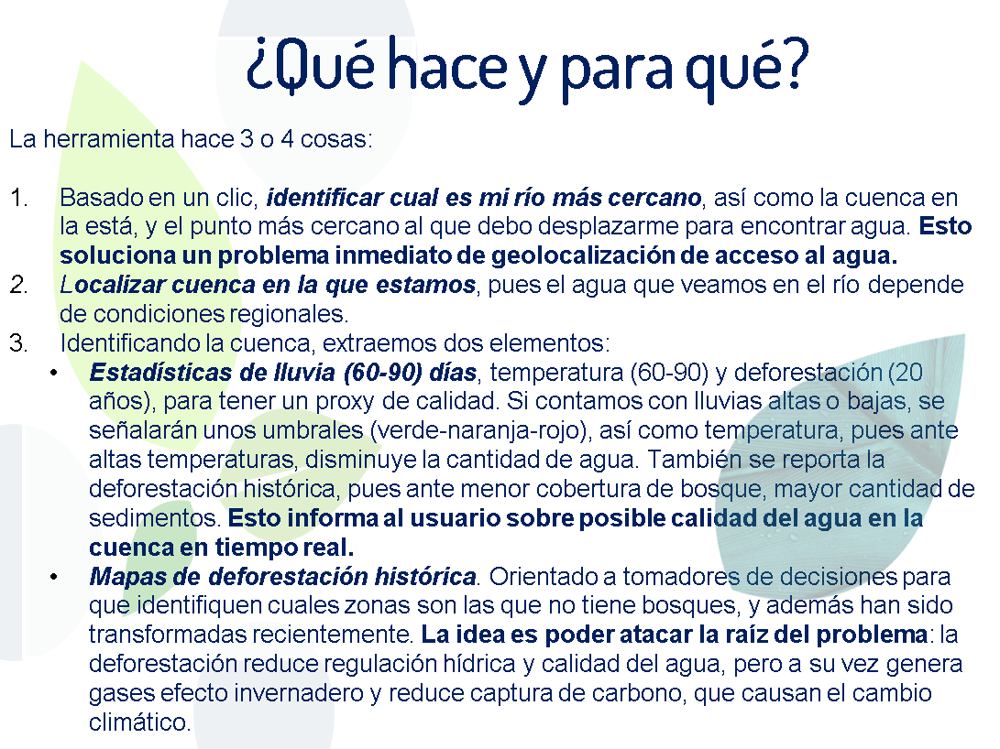 ¿Qué hace y para qué?
La herramienta hace 3 o 4 cosas:
1. Basado en un clic, identificar cual es mi río más cercano, así como la cuenca en
la está, y el punto más cercano al que debo desplazarme para encontrar agua. Esto
soluciona un problema inmediato de geolocalización de acceso al agua.
2. Localizar cuenca en la que estamos, pues el agua que veamos en el río depende
de condiciones regionales.
3. Identificando la cuenca, extraemos dos elementos:
• Estadísticas de lluvia (60-90) días, temperatura (60-90) y deforestación (20
años), para tener un proxy de calidad. Si contamos con lluvias altas o bajas, se
señalarán unos umbrales (verde-naranja-rojo), así como temperatura, pues ante
altas temperaturas, disminuye la cantidad de agua. También se reporta la
deforestación histórica, pues ante menor cobertura de bosque, mayor cantidad de
sedimentos. Esto informa al usuario sobre posible calidad del agua en la
cuenca en tiempo real.
• Mapas de deforestación histórica. Orientado a tomadores de decisiones para
que identifiquen cuales zonas son las que no tiene bosques, y además han sido
transformadas recientemente. La idea es poder atacar la raíz del problema: la
deforestación reduce regulación hídrica y calidad del agua, pero a su vez genera
gases efecto invernadero y reduce captura de carbono, que causan el cambio
climático.